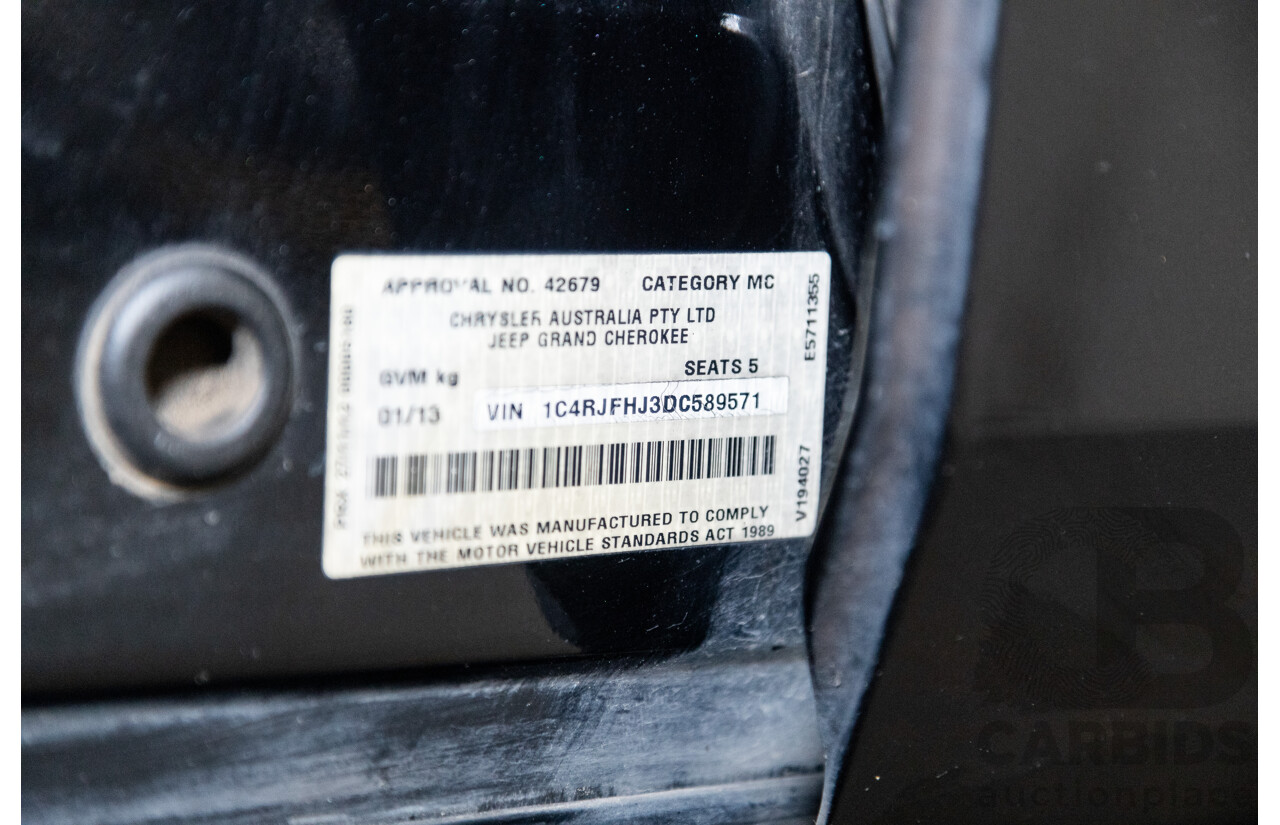 APPROVAL NO. 42679 CATEGORY MC
CHRYSLER AUSTRALIA PTY LTD
JEEP GRAND CHEROKEE
SEATS 5
GVM kg
01/13 VIN 1C4RJFHJ3DC589571
THIS VEHICLE WAS MANUFACTURED TO COMPLY
WITH THE MOTOR VEHICLE STANDARDS ACT 1989
E5711355
V194027
CARBIDS
auctionplace